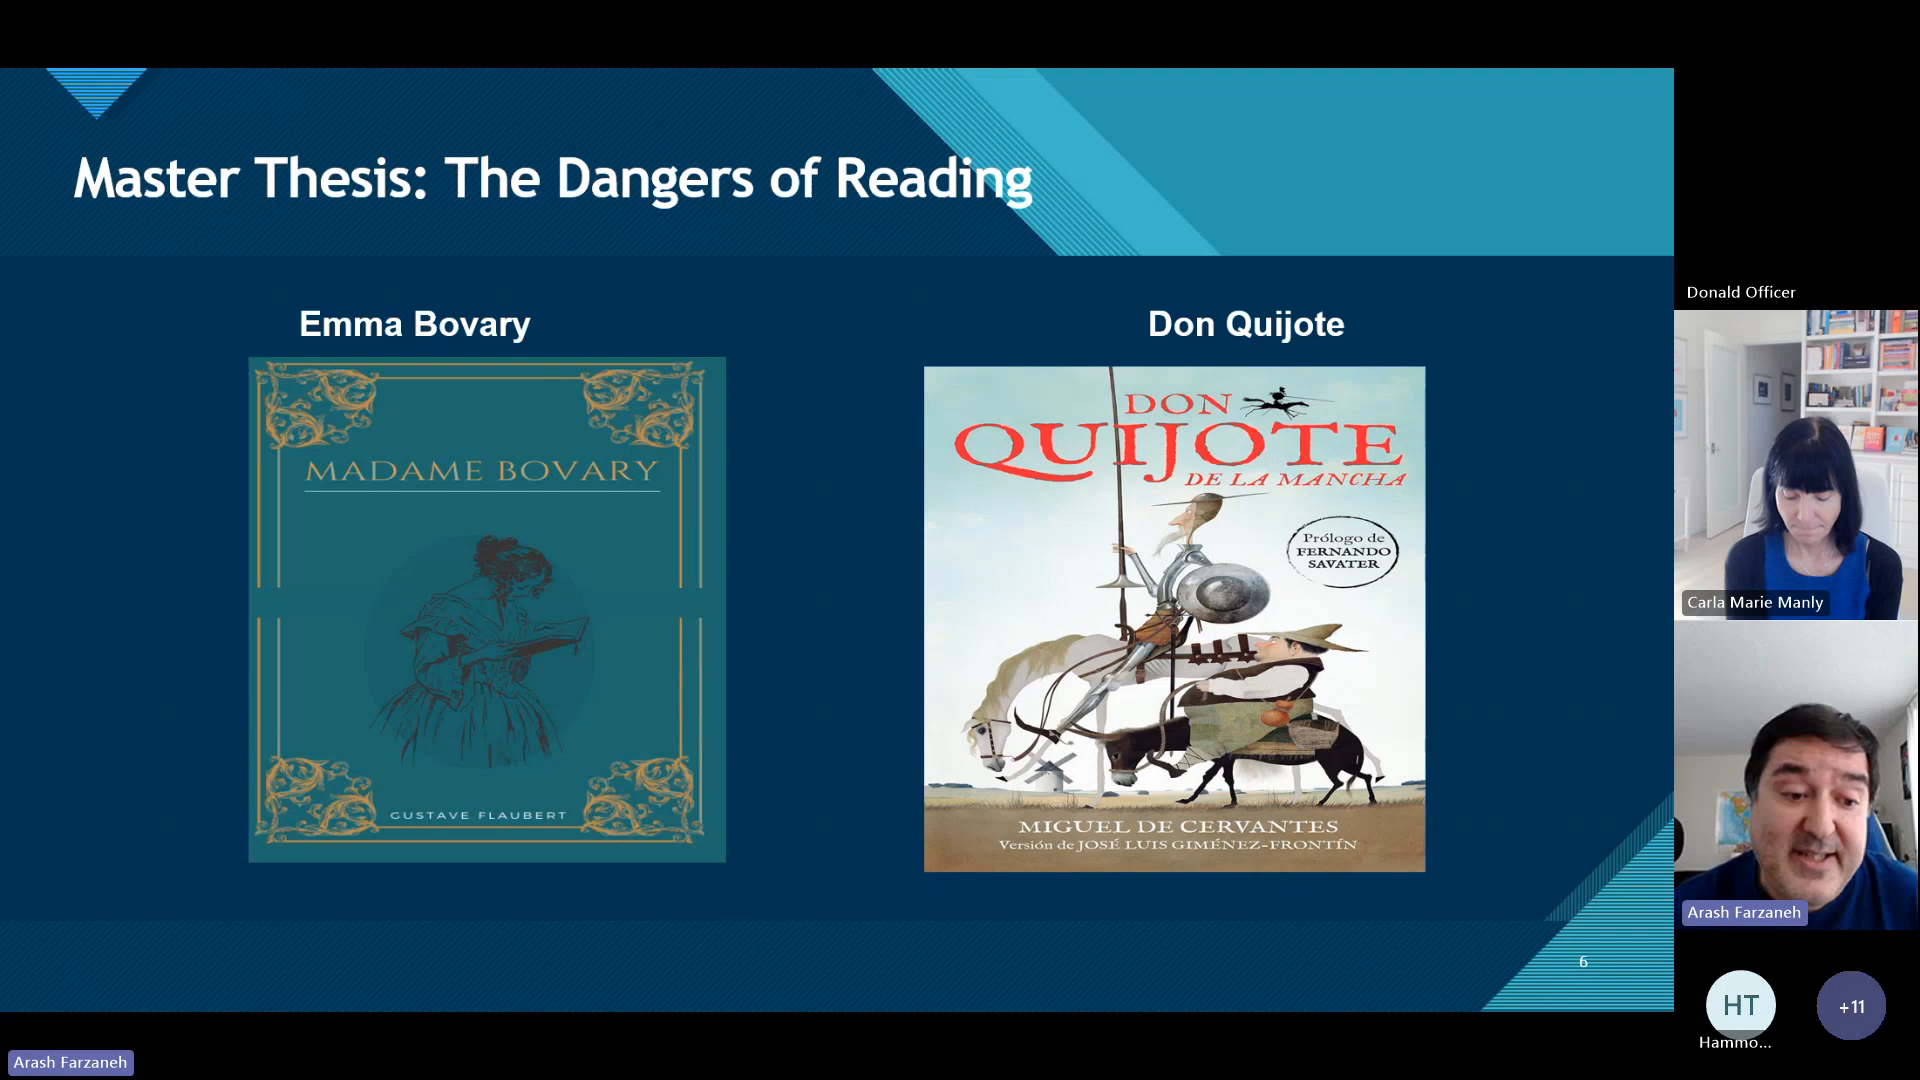 Master Thesis: The Dangers of Reading
Emma Bovary
MADAME BOVARY
GUSTAVE FLAUBERT
Don Quijote
DON
QUIJOTE
DE LA MANCHA
Prólogo de
FERNANDO
SAVATER
MIGUEL DE CERVANTES
Versión de JOSÉ LUIS GIMÉNEZ-FRONTÍN
6
Donald Officer
Carla Marie Manly
Arash Farzaneh
HT
+11
Hammo...
Arash Farzaneh